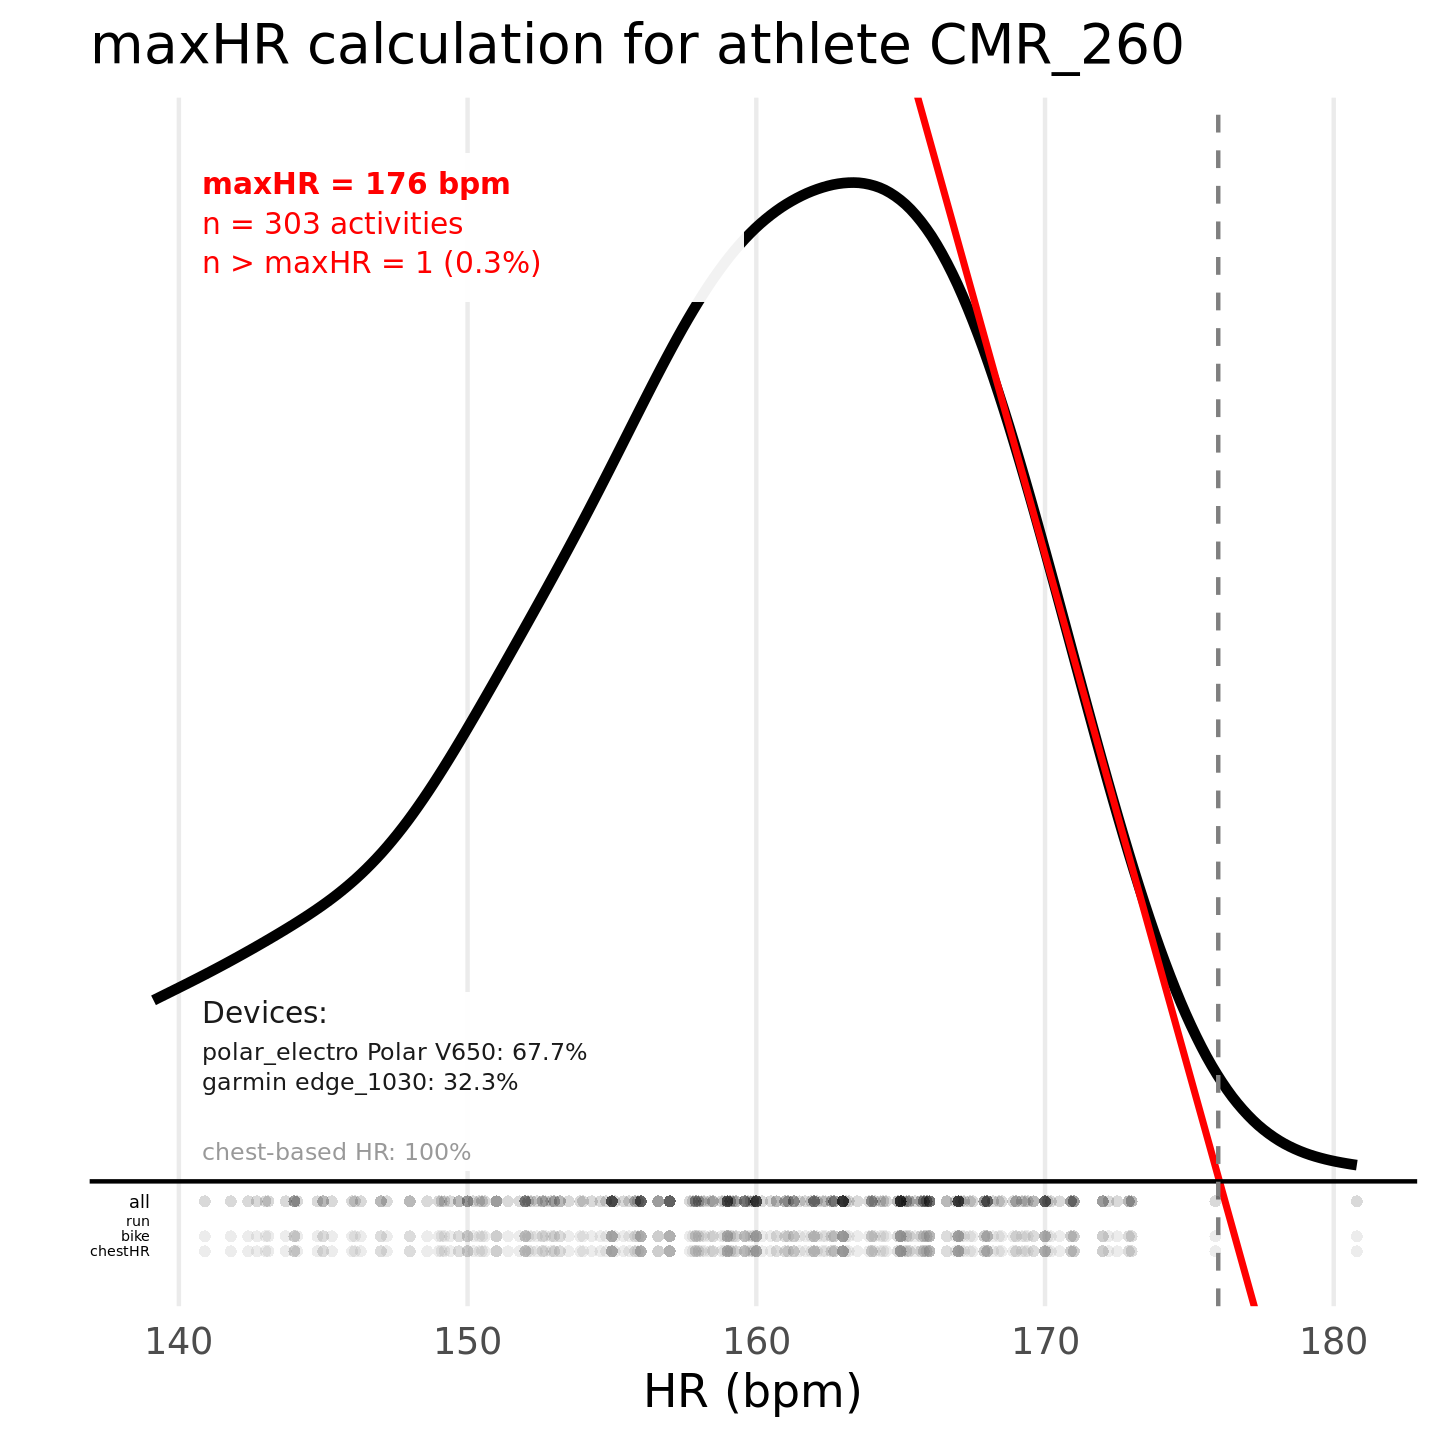 maxHR calculation for athlete CMR_260
maxHR = 176 bpm
n = 303 activities
n > maxHR = 1 (0.3%)
Devices:
polar_electro Polar V650: 67.7%
garmin edge_1030: 32.3%
chest-based HR: 100%
all
run
bike
chestHR
140 150 160 170 180
HR (bpm)